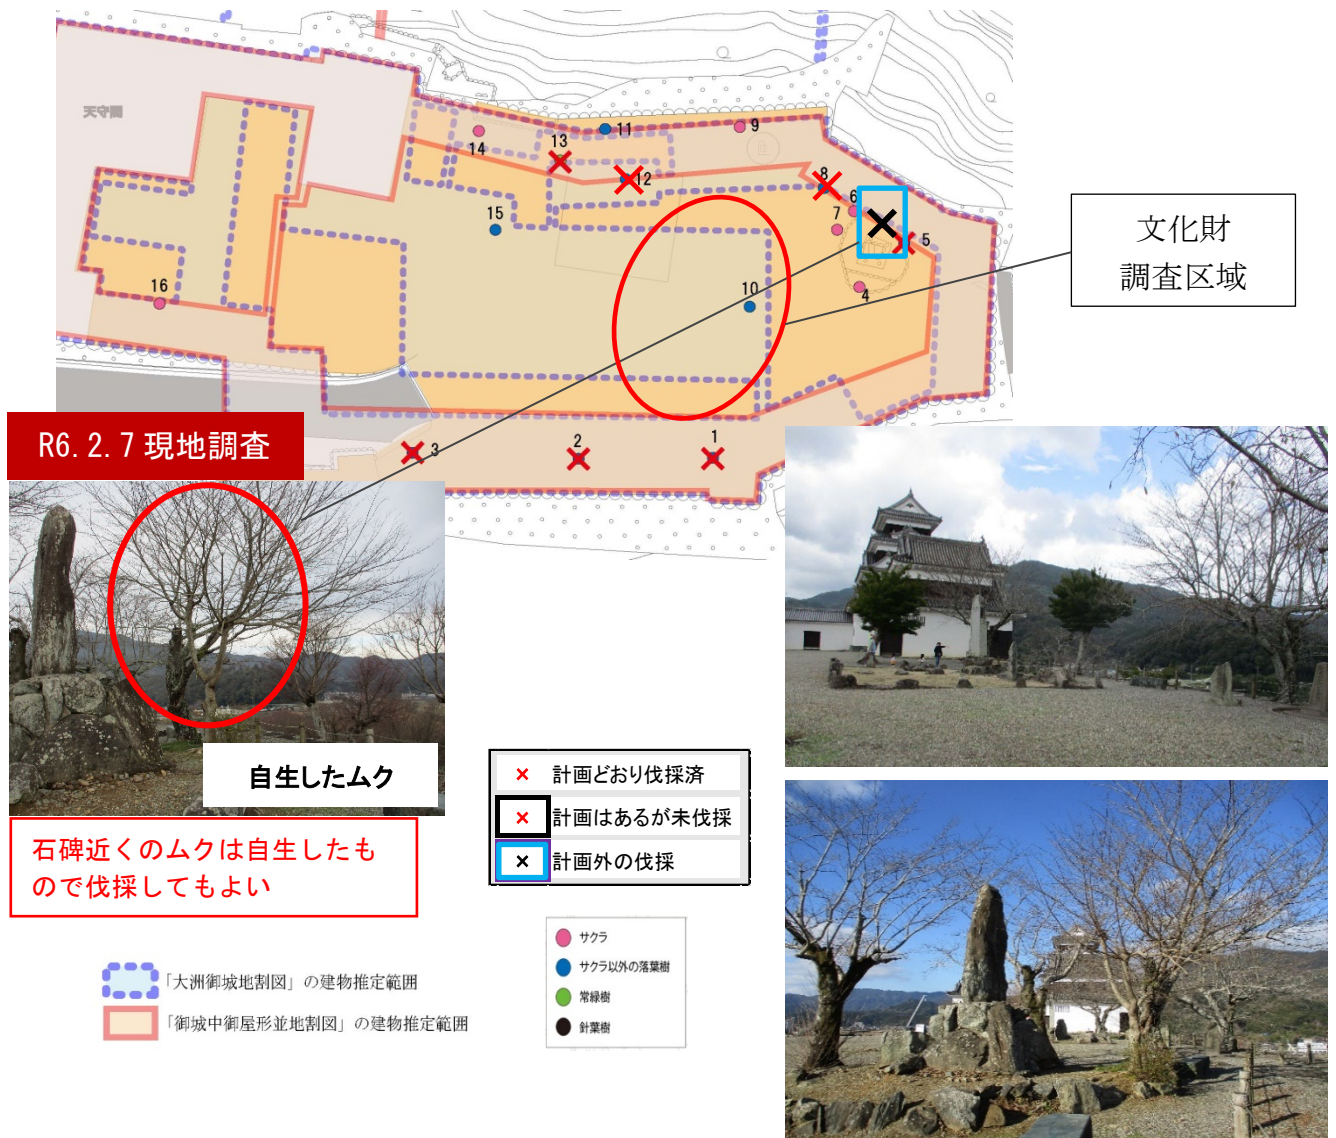 天守閣
14
13
11
12
9
8
6
7
5
4
15
10
16
3
2
1
文化財
調査区域
R6.2.7 現地調査
自生したムク
石碑近くのムクは自生したも
ので伐採してもよい
計画どおり伐採済
計画はあるが未伐採
計画外の伐採
サクラ
サクラ以外の落葉樹
常緑樹
針葉樹
「大洲御城地割図」の建物推定範囲
「御城中御屋形並地割図」の建物推定範囲